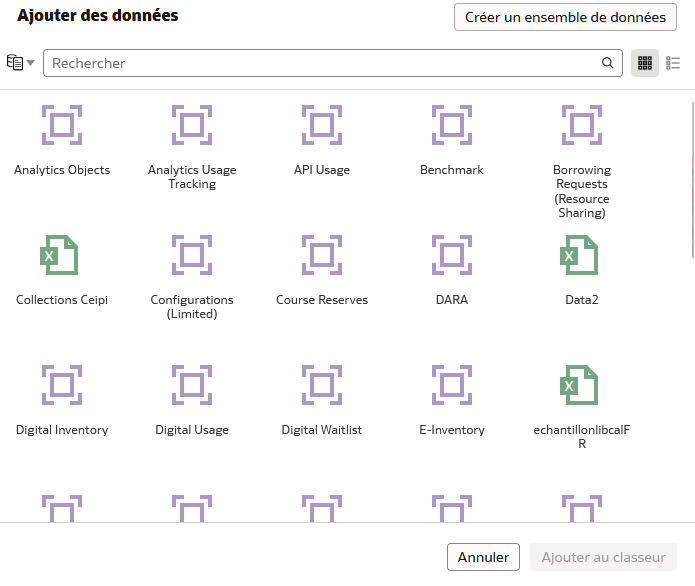 Ajouter des données
Créer un ensemble de données
Rechercher
Analytics Objects
Analytics Usage
Tracking
API Usage
Benchmark
Borrowing
Requests
(Resource
Sharing)
Collections Ceipi
Configurations
(Limited)
Course Reserves
DARA
Data2
Digital Inventory
Digital Usage
Digital Waitlist
E-Inventory
echantillonlibcalF
R
Annuler
Ajouter au classeur